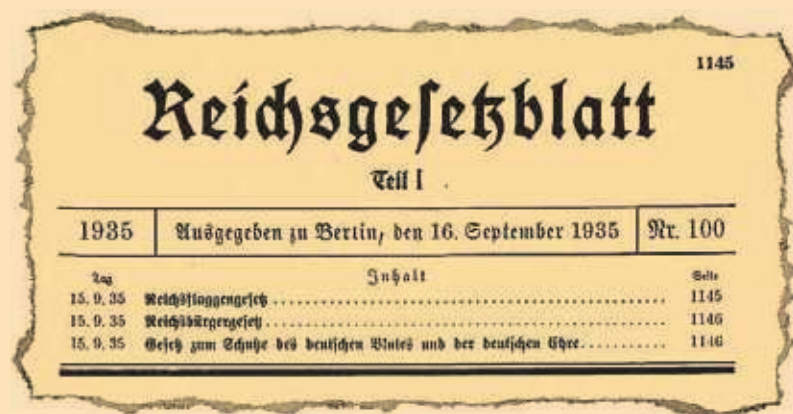 1145
Reichsgesetzblatt
Teil I
1935 Ausgegeben zu Berlin, den 16. September 1935 Nr. 100
Tag Inhalt Seite
15. 9. 35 Reichsflaggengesetz 1145
15. 9. 35 Reichsbürgergesetz 1146
15. 9. 35 Gesetz zum Schutze des deutschen Blutes und der deutschen Ehre 1146